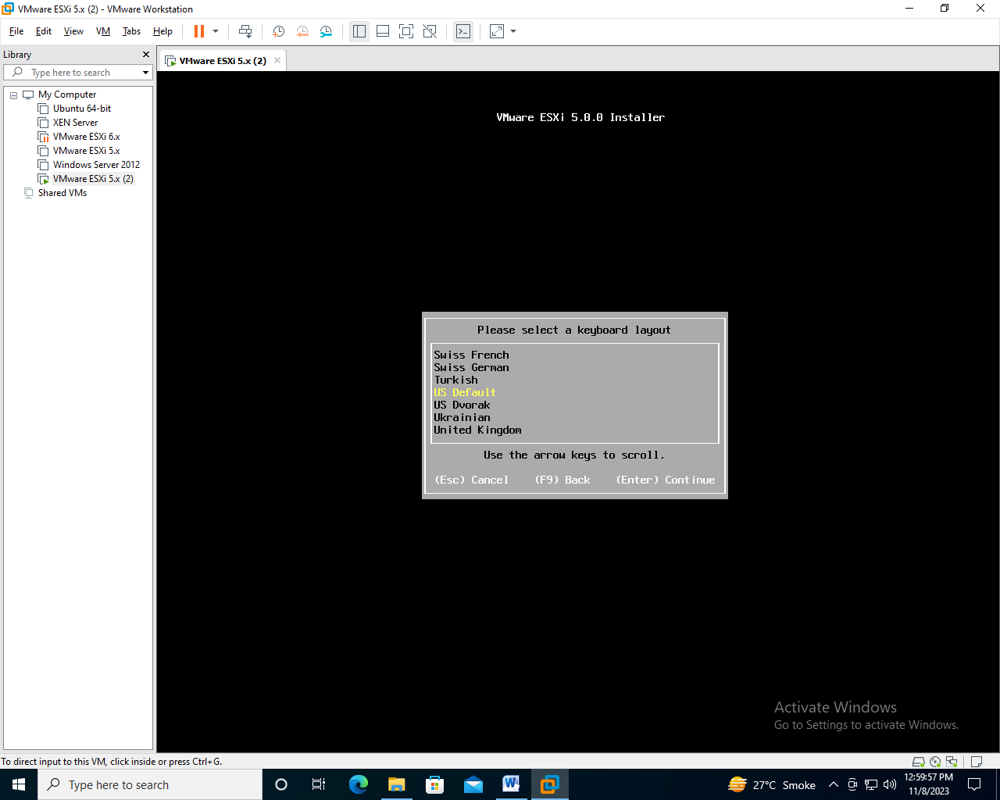 VMware ESXi 5.x (2) - VMware Workstation
File Edit View VM Tabs Help
Library
Type here to search
My Computer
Ubuntu 64-bit
XEN Server
VMware ESXi 6.x
VMware ESXi 5.x
Windows Server 2012
VMware ESXi 5.x (2)
Shared VMs
VMware ESXi 5.x (2)
VMware ESXi 5.0.0 Installer
Please select a keyboard layout
Swiss French
Swiss German
Turkish
US Default
US Dvorak
Ukrainian
United Kingdom
Use the arrow keys to scroll.
(Esc) Cancel (F9) Back (Enter) Continue
Activate Windows
Go to Settings to activate Windows.
To direct input to this VM, click inside or press Ctrl+G.
Type here to search
27°C Smoke
12:59:57 PM
11/8/2023